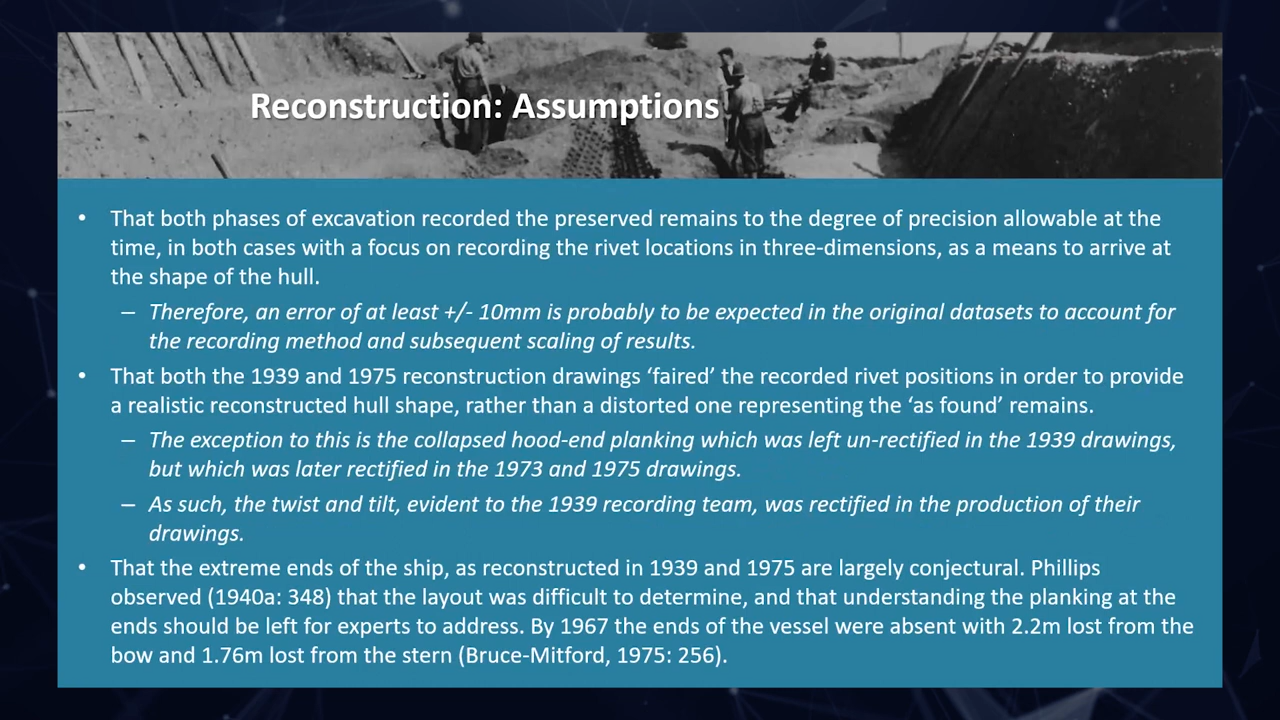 Reconstruction: Assumptions
• That both phases of excavation recorded the preserved remains to the degree of precision allowable at the
time, in both cases with a focus on recording the rivet locations in three-dimensions, as a means to arrive at
the shape of the hull.
– Therefore, an error of at least +/- 10mm is probably to be expected in the original datasets to account for
the recording method and subsequent scaling of results.
• That both the 1939 and 1975 reconstruction drawings ‘faired’ the recorded rivet positions in order to provide
a realistic reconstructed hull shape, rather than a distorted one representing the ‘as found’ remains.
– The exception to this is the collapsed hood-end planking which was left un-rectified in the 1939 drawings,
but which was later rectified in the 1973 and 1975 drawings.
– As such, the twist and tilt, evident to the 1939 recording team, was rectified in the production of their
drawings.
• That the extreme ends of the ship, as reconstructed in 1939 and 1975 are largely conjectural. Phillips
observed (1940a: 348) that the layout was difficult to determine, and that understanding the planking at the
ends should be left for experts to address. By 1967 the ends of the vessel were absent with 2.2m lost from the
bow and 1.76m lost from the stern (Bruce-Mitford, 1975: 256).